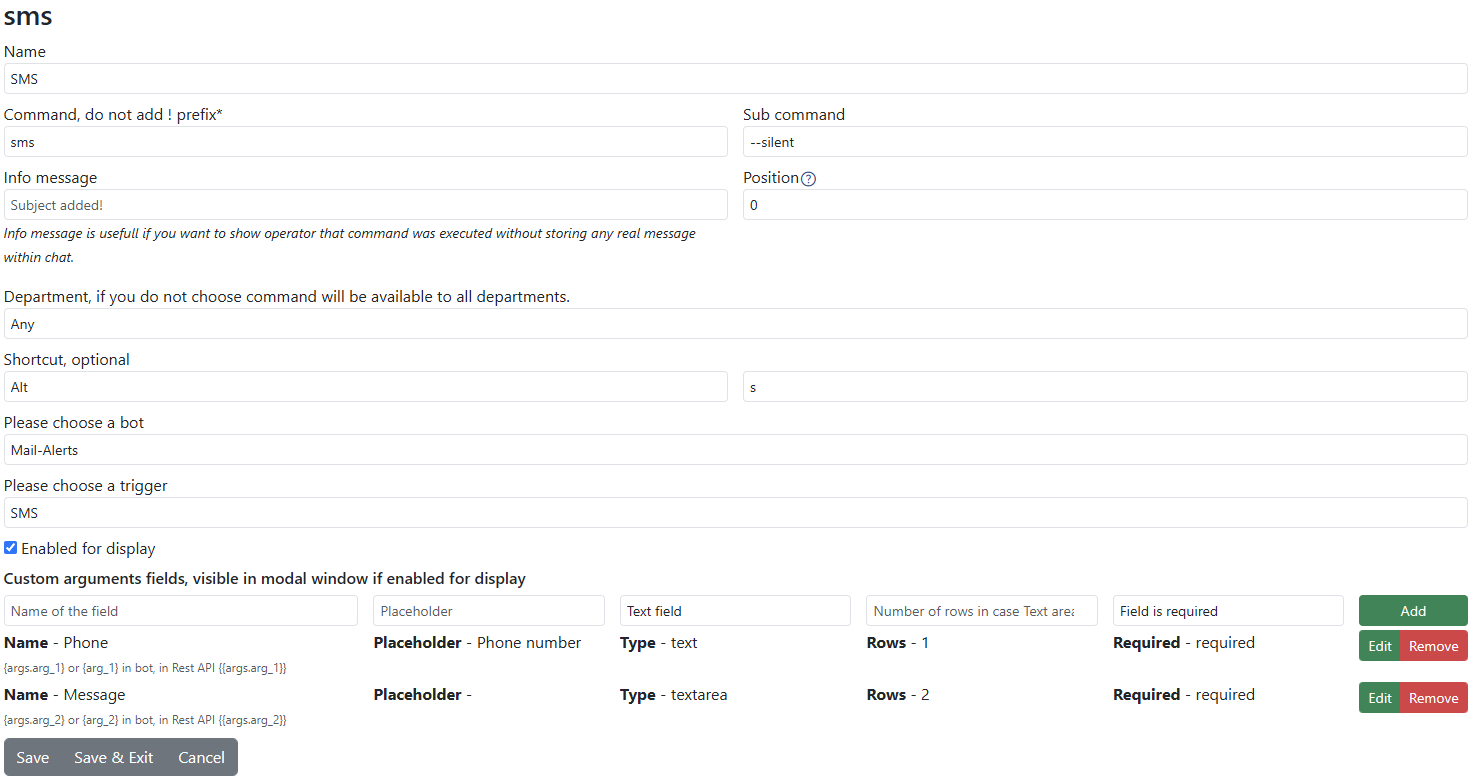 sms
Name
SMS
Command, do not add ! prefix*
Sub command
sms
--silent
Info message
Position
Subject added!
0
Info message is usefull if you want to show operator that command was executed without storing any real message
within chat.
Department, if you do not choose command will be available to all departments.
Any
Shortcut, optional
Alt
s
Please choose a bot
Mail-Alerts
Please choose a trigger
SMS
Enabled for display
Custom arguments fields, visible in modal window if enabled for display
Name of the field
Placeholder
Text field
Number of rows in case Text area
Field is required
Add
Name - Phone
Placeholder - Phone number
Type - text
Rows - 1
Required - required
Edit
Remove
{args.arg_1} or {arg_1} in bot, in Rest API {{args.arg_1}}
Name - Message
Placeholder -
Type - textarea
Rows - 2
Required - required
Edit
Remove
{args.arg_2} or {arg_2} in bot, in Rest API {{args.arg_2}}
Save
Save & Exit
Cancel